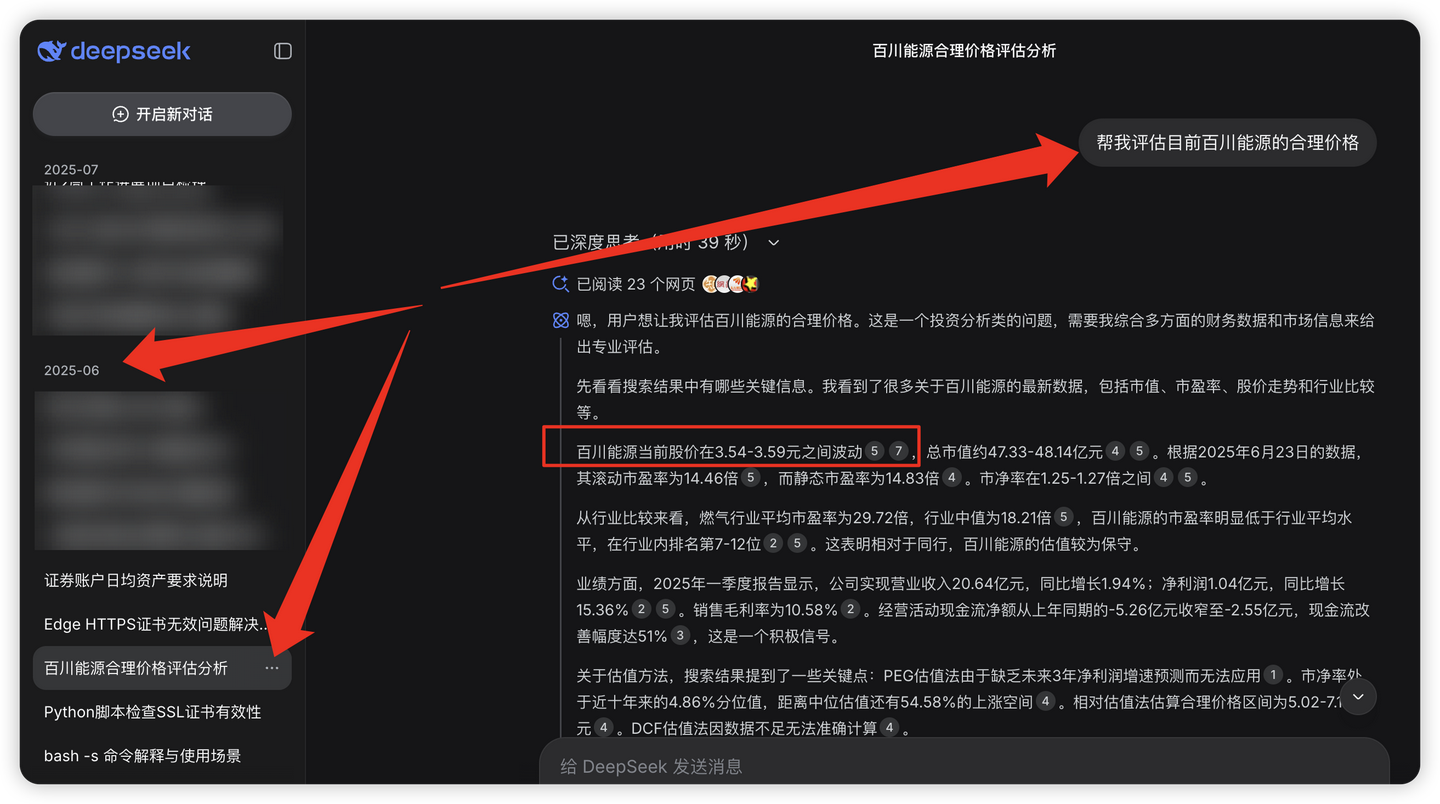 deepseek
开启新对话
2025-07
2025-06
证券账户日均资产要求说明
Edge HTTPS证书无效问题解决...
百川能源合理价格评估分析
Python脚本检查SSL证书有效性
bash -s 命令解释与使用场景
百川能源合理价格评估分析
帮我评估目前百川能源的合理价格
已深度思考（用时 39 秒）
已阅读 23 个网页
嗯，用户想让我评估百川能源的合理价格。这是一个投资分析类的问题，需要我综合多方面的财务数据和市场信息来给
出专业评估。
先看看搜索结果中有哪些关键信息。我看到了很多关于百川能源的最新数据，包括市值、市盈率、股价走势和行业比较
等。
百川能源当前股价在3.54-3.59元之间波动 5 7 ，总市值约47.33-48.14亿元 4 5 。根据2025年6月23日的数据，
其滚动市盈率为14.46倍 5 ，而静态市盈率为14.83倍 4 。市净率在1.25-1.27倍之间 4 5 。
从行业比较来看，燃气行业平均市盈率为29.72倍，行业中值为18.21倍 5 ，百川能源的市盈率明显低于行业平均水
平，在行业内排名第7-12位 2 5 。这表明相对于同行，百川能源的估值较为保守。
业绩方面，2025年一季度报告显示，公司实现营业收入20.64亿元，同比增长1.94%；净利润1.04亿元，同比增长
15.36% 2 5 。销售毛利率为10.58% 2 。经营活动现金流净额从上年同期的-5.26亿元收窄至-2.55亿元，现金流改
善幅度达51% 3 ，这是一个积极信号。
关于估值方法，搜索结果提到了一些关键点：PEG估值法由于缺乏未来3年净利润增速预测而无法应用 1 。市净率处
于近十年来的4.86%分位值，距离中位估值还有54.58%的上涨空间 4 。相对估值法估算合理价格区间为5.02-7.1
元 4 。DCF估值法因数据不足无法准确计算 4 。
给 DeepSeek 发送消息